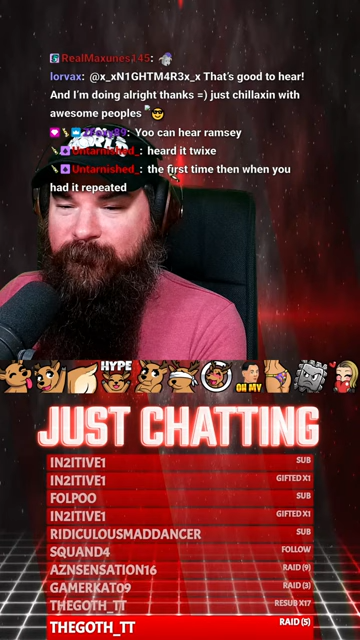 RealMaxunes145:
lorvax: @x_xN1GHTM4R3x_x That's good to hear!
And I'm doing alright thanks =) just chillaxin with
awesome peoples
Yoo can hear ramsey
Untarnished_: heard it twixe
Untarnished_: the first time then when you
had it repeated
HYPE
OH MY
JUST CHATTING
IN2ITIVE1 SUB
IN2ITIVE1 GIFTED X1
FOLPOO SUB
IN2ITIVE1 GIFTED X1
RIDICULOUSMADDANCER SUB
SQUAND4 FOLLOW
AZNSENSATION16 RAID (9)
GAMERKAT09 RAID (3)
THEGOTH_TT RESUB X17
THEGOTH_TT RAID (5)